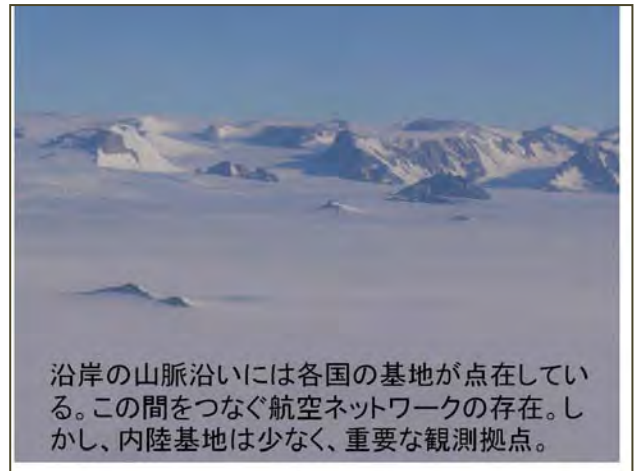 沿岸の山脈沿いには各国の基地が点在してい
る。この間をつなぐ航空ネットワークの存在。し
かし、内陸基地は少なく、重要な観測拠点。